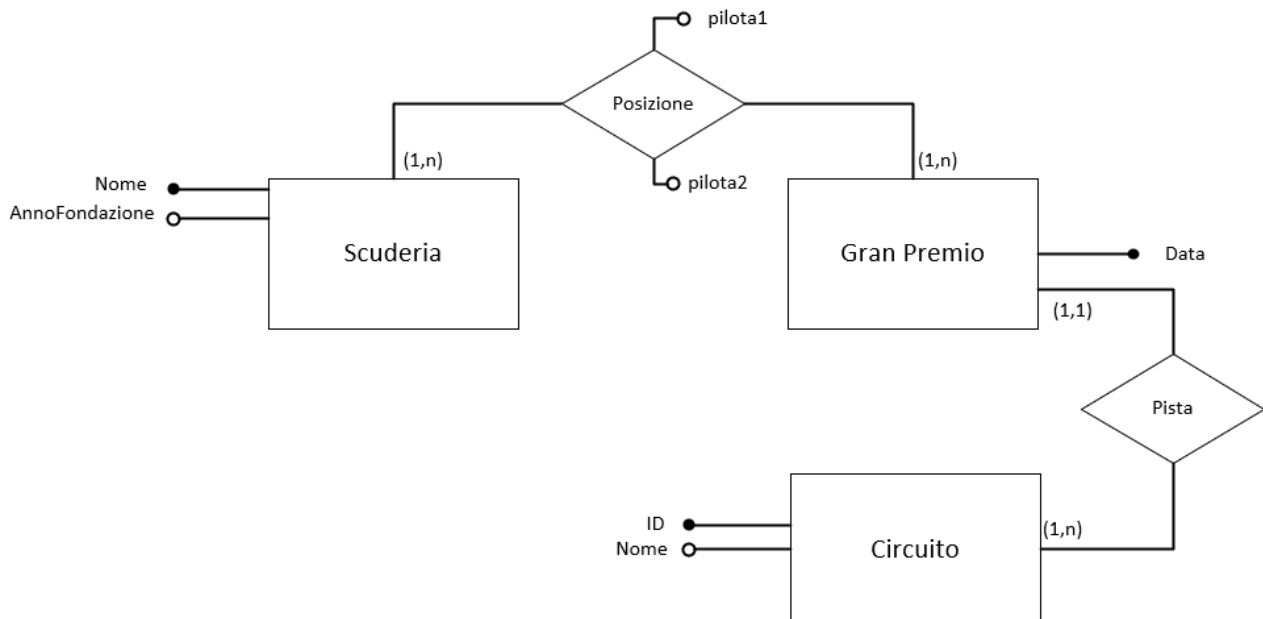 pilota1
Posizione
(1,n)
(1,n)
Nome
pilota2
AnnoFondazione
Scuderia
Gran Premio
Data
(1,1)
Pista
ID
(1,n)
Nome
Circuito